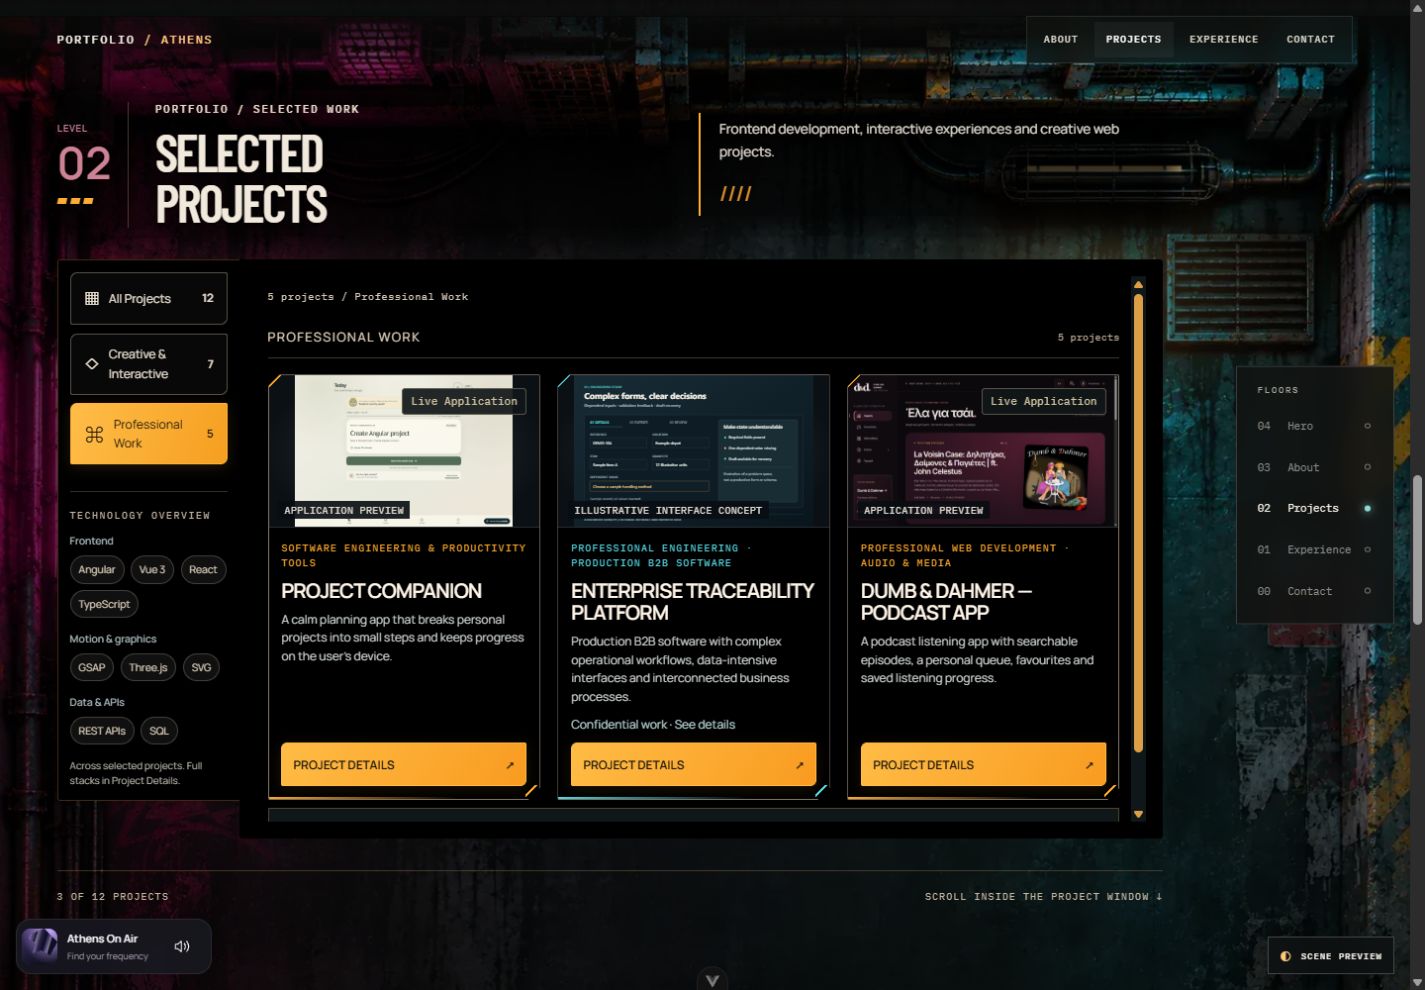 PORTFOLIO / ATHENS
ABOUT
PROJECTS
EXPERIENCE
CONTACT
LEVEL
02
PORTFOLIO / SELECTED WORK
SELECTED
PROJECTS
Frontend development, interactive experiences and creative web
projects.
////
All Projects 12
Creative &
Interactive 7
Professional
Work 5
TECHNOLOGY OVERVIEW
Frontend
Angular
Vue 3
React
TypeScript
Motion & graphics
GSAP
Three.js
SVG
Data & APIs
REST APIs
SQL
Across selected projects. Full
stacks in Project Details.
5 projects / Professional Work
PROFESSIONAL WORK
5 projects
Today
Create Angular project
Live Application
APPLICATION PREVIEW
SOFTWARE ENGINEERING & PRODUCTIVITY
TOOLS
PROJECT COMPANION
A calm planning app that breaks personal
projects into small steps and keeps progress
on the user's device.
PROJECT DETAILS ↗
Complex forms, clear decisions
Make state understandable
ILLUSTRATIVE INTERFACE CONCEPT
PROFESSIONAL ENGINEERING ·
PRODUCTION B2B SOFTWARE
ENTERPRISE TRACEABILITY
PLATFORM
Production B2B software with complex
operational workflows, data-intensive
interfaces and interconnected business
processes.
Confidential work · See details
PROJECT DETAILS ↗
d&d.
Έλα για τσάι.
Live Application
La Voisin Case: Δηλητήρια,
Δαίμονες & Παγιέτες | ft.
John Celestus
Dumb & Dahmer
APPLICATION PREVIEW
PROFESSIONAL WEB DEVELOPMENT ·
AUDIO & MEDIA
DUMB & DAHMER —
PODCAST APP
A podcast listening app with searchable
episodes, a personal queue, favourites and
saved listening progress.
PROJECT DETAILS ↗
FLOORS
04 Hero
03 About
02 Projects
01 Experience
00 Contact
3 OF 12 PROJECTS
SCROLL INSIDE THE PROJECT WINDOW ↓
Athens On Air
Find your frequency
SCENE PREVIEW